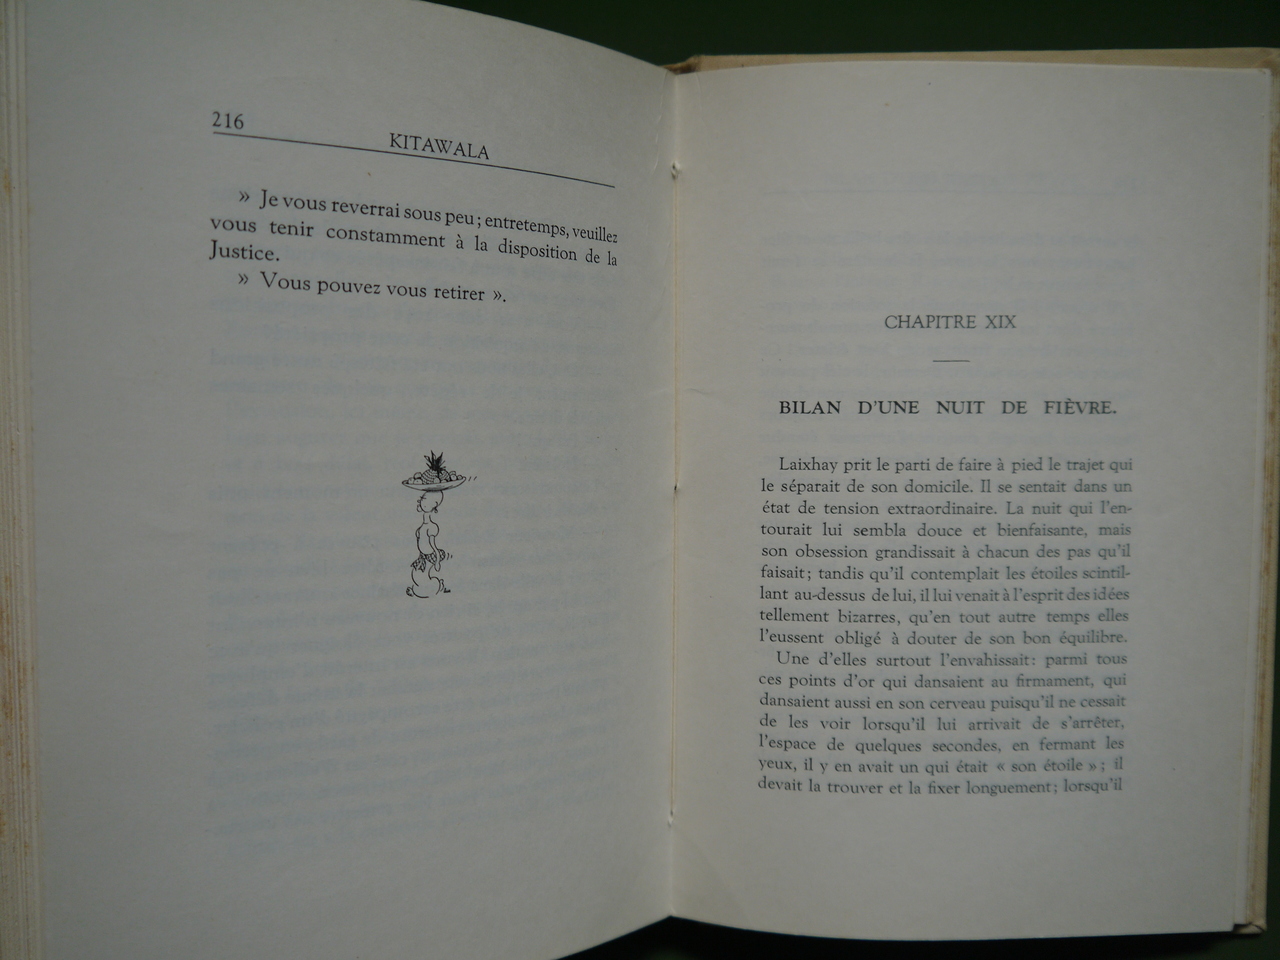 216
KITAWALA
» Je vous reverrai sous peu ; entretemps, veuillez
vous tenir constamment à la disposition de la
Justice.
» Vous pouvez vous retirer ».
CHAPITRE XIX
BILAN D'UNE NUIT DE FIÈVRE.
Laixhay prit le parti de faire à pied le trajet qui
le séparait de son domicile. Il se sentait dans un
état de tension extraordinaire. La nuit qui l'en-
tourait lui sembla douce et bienfaisante, mais
son obsession grandissait à chacun des pas qu'il
faisait ; tandis qu'il contemplait les étoiles scintil-
lant au-dessus de lui, il lui venait à l'esprit des idées
tellement bizarres, qu'en tout autre temps elles
l'eussent obligé à douter de son bon équilibre.
Une d'elles surtout l'envahissait : parmi tous
ces points d'or qui dansaient au firmament, qui
dansaient aussi en son cerveau puisqu'il ne cessait
de les voir lorsqu'il lui arrivait de s'arrêter,
l'espace de quelques secondes, en fermant les
yeux, il y en avait un qui était « son étoile » ; il
devait la trouver et la fixer longuement ; lorsqu'il